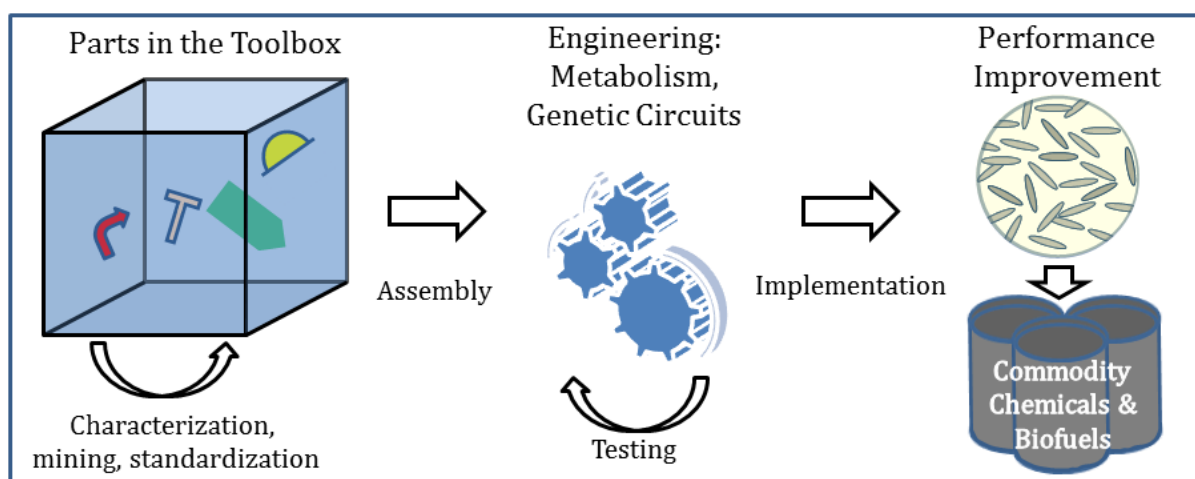 Parts in the Toolbox
Characterization,
mining, standardization
Assembly
Engineering:
Metabolism,
Genetic Circuits
Testing
Implementation
Performance
Improvement
Commodity
Chemicals &
Biofuels